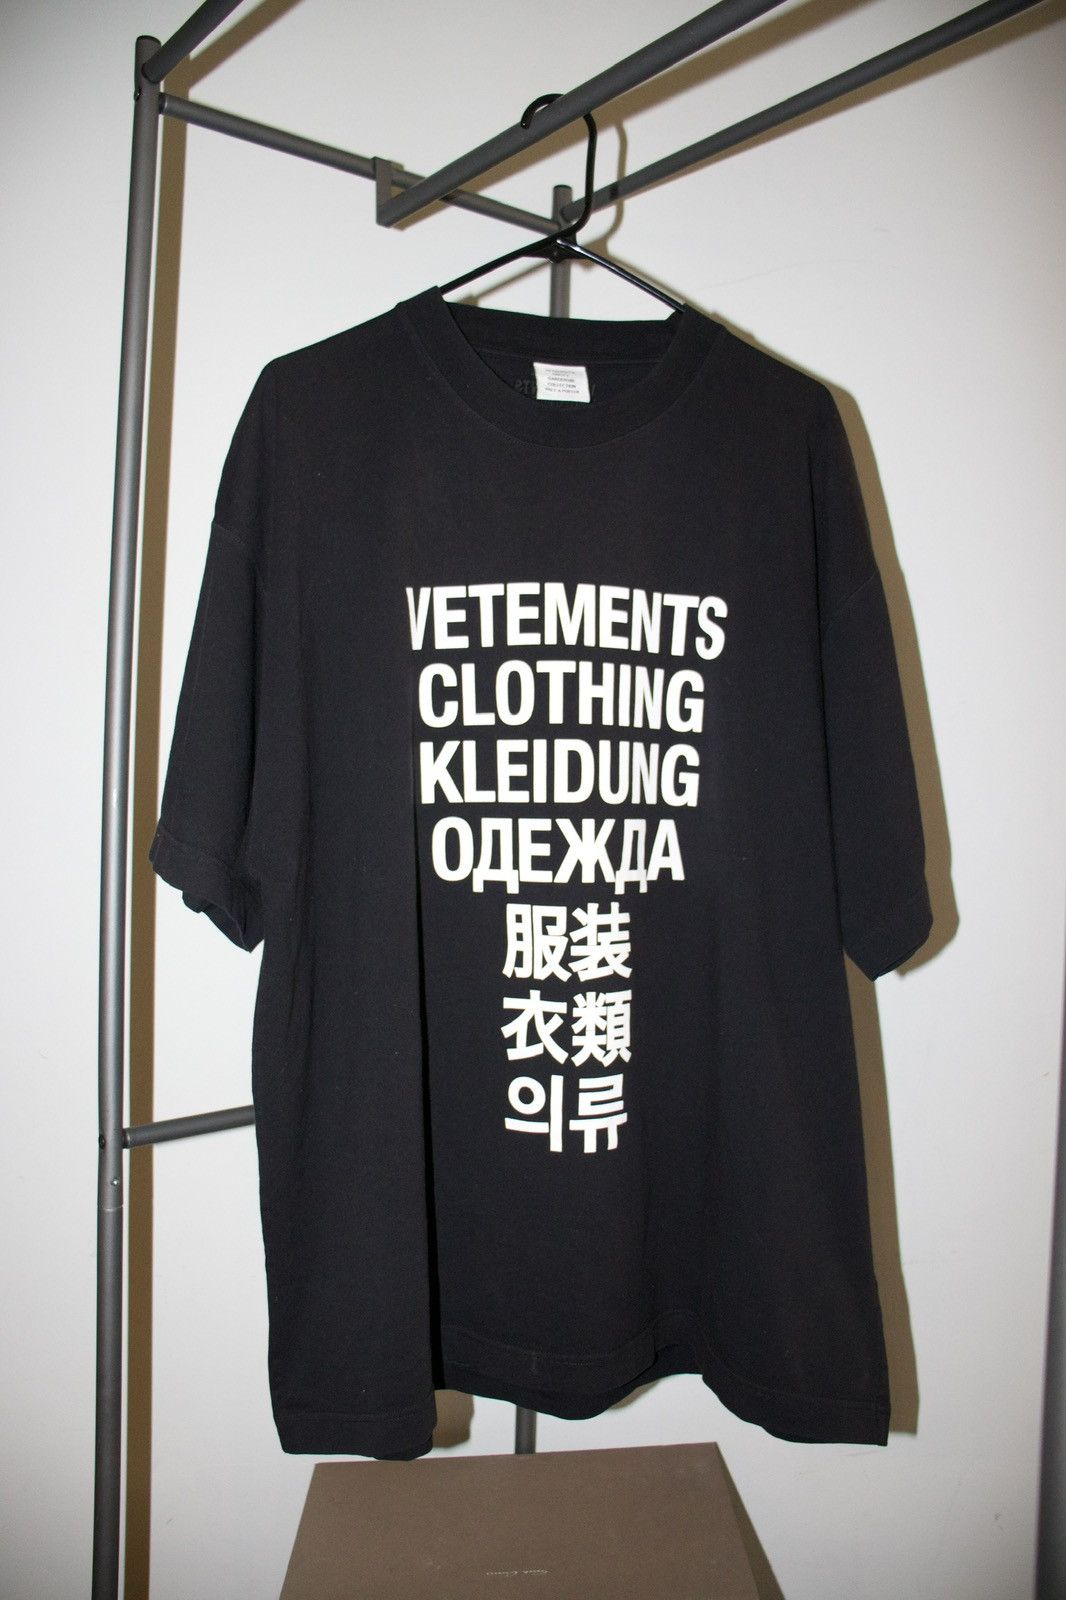 VETEMENTS
CLOTHING
KLEIDUNG
ОДЕЖДА
服装
衣類
의류